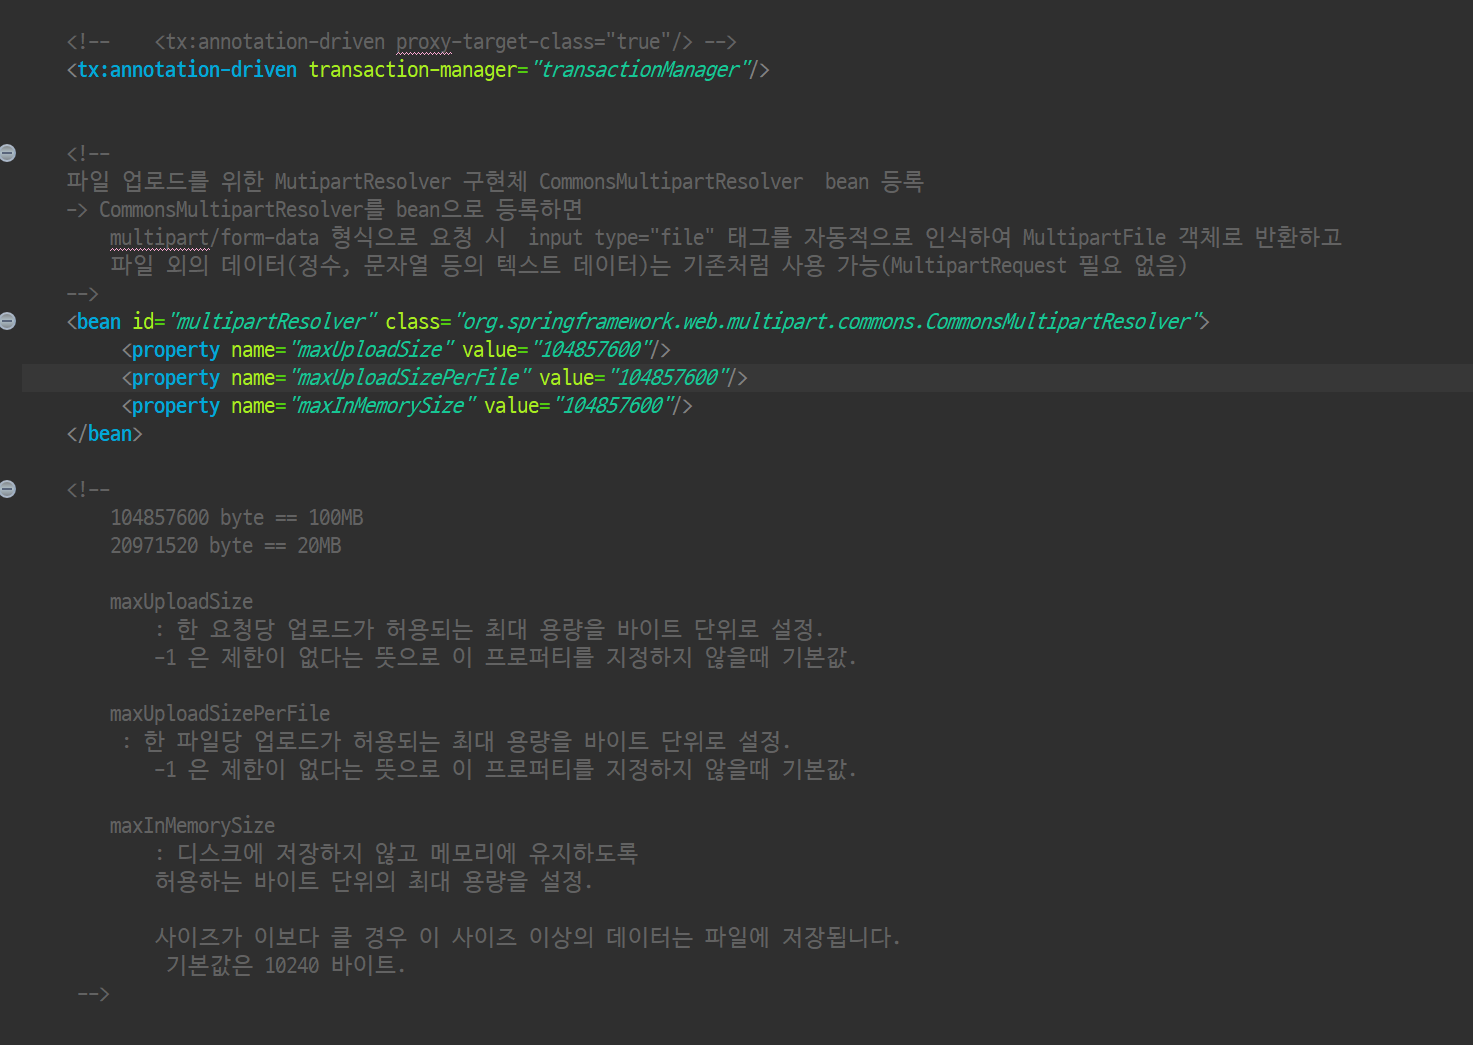 <!-- <tx:annotation-driven proxy-target-class="true"/> -->
<tx:annotation-driven transaction-manager="transactionManager"/>
<!--
파일 업로드를 위한 MutipartResolver 구현체 CommonsMultipartResolver bean 등록
-> CommonsMultipartResolver를 bean으로 등록하면
multipart/form-data 형식으로 요청 시 input type="file" 태그를 자동적으로 인식하여 MultipartFile 객체로 반환하고
파일 외의 데이터(정수, 문자열 등의 텍스트 데이터)는 기존처럼 사용 가능(MultipartRequest 필요 없음)
-->
<bean id="multipartResolver" class="org.springframework.web.multipart.commons.CommonsMultipartResolver">
<property name="maxUploadSize" value="104857600"/>
<property name="maxUploadSizePerFile" value="104857600"/>
<property name="maxInMemorySize" value="104857600"/>
</bean>
<!--
104857600 byte == 100MB
20971520 byte == 20MB
maxUploadSize
: 한 요청당 업로드가 허용되는 최대 용량을 바이트 단위로 설정.
-1 은 제한이 없다는 뜻으로 이 프로퍼티를 지정하지 않을때 기본값.
maxUploadSizePerFile
: 한 파일당 업로드가 허용되는 최대 용량을 바이트 단위로 설정.
-1 은 제한이 없다는 뜻으로 이 프로퍼티를 지정하지 않을때 기본값.
maxInMemorySize
: 디스크에 저장하지 않고 메모리에 유지하도록
허용하는 바이트 단위의 최대 용량을 설정.
사이즈가 이보다 클 경우 이 사이즈 이상의 데이터는 파일에 저장됩니다.
기본값은 10240 바이트.
-->